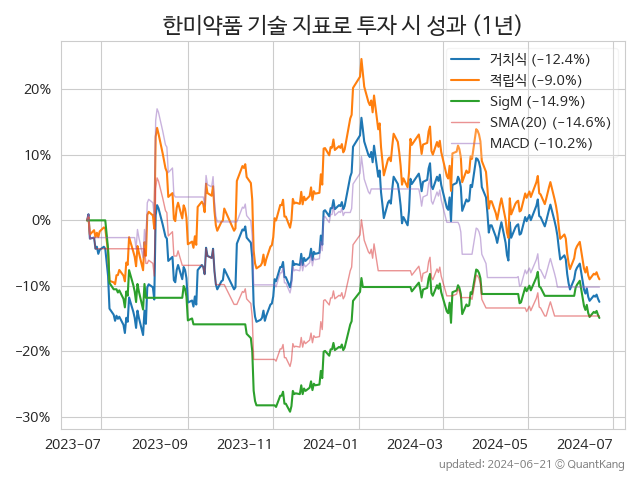 한미약품 기술 지표로 투자 시 성과 (1년)
거치식 (−12.4%)
적립식 (−9.0%)
SigM (−14.9%)
SMA(20) (−14.6%)
MACD (−10.2%)
20%
10%
0%
−10%
−20%
−30%
2023-07 2023-09 2023-11 2024-01 2024-03 2024-05 2024-07
updated: 2024-06-21 © QuantKang